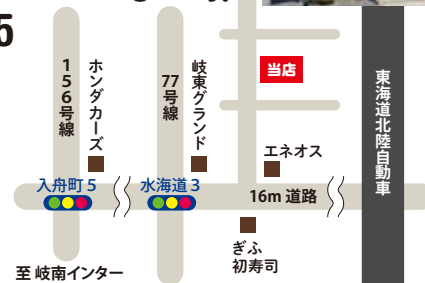 5
156号線
ホンダカーズ
77号線
岐東グランド
当店
東海道北陸自動車
エネオス
入舟町 5
水海道 3
16m 道路
ぎふ
初寿司
至 岐南インター